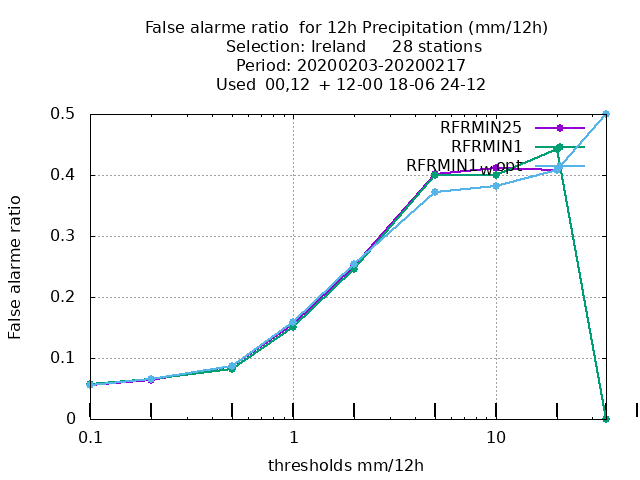 False alarme ratio  for 12h Precipitation (mm/12h)
Selection: Ireland     28 stations
Period: 20200203-20200217
Used  00,12  + 12-00 18-06 24-12
RFRMIN25
RFRMIN1
RFRMIN1wopt
False alarme ratio
0.5
0.4
0.3
0.2
0.1
0
0.1
1
10
thresholds mm/12h